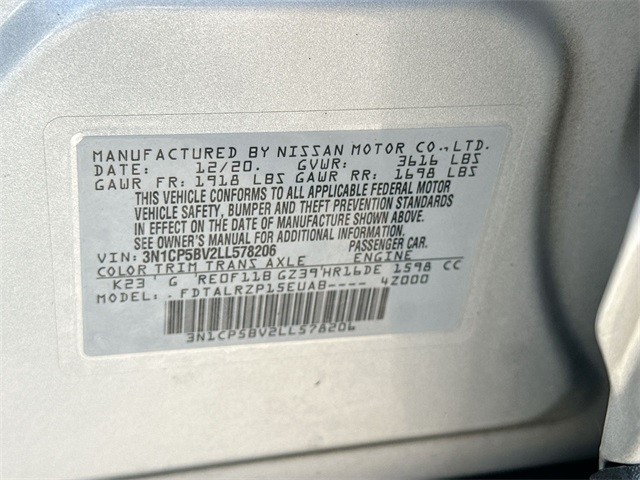 MANUFACTURED BY NISSAN MOTOR CO.,LTD.
DATE: 12/20. GVWR: 3616 LBS
GAWR FR: 1918 LBS GAWR RR: 1698 LBS
THIS VEHICLE CONFORMS TO ALL APPLICABLE FEDERAL MOTOR
VEHICLE SAFETY, BUMPER AND THEFT PREVENTION STANDARDS
IN EFFECT ON THE DATE OF MANUFACTURE SHOWN ABOVE.
SEE OWNER'S MANUAL FOR ADDITIONAL INFORMATION.
VIN: 3N1CP5BV2LL578206 PASSENGER CAR.
COLOR TRIM TRANS AXLE ENGINE
K23 G RE0F11B GZ39 HR16DE 1598 CC
MODEL: FDTALRZP15EUAB---- 4Z000
3N1CP5BV2LL578206